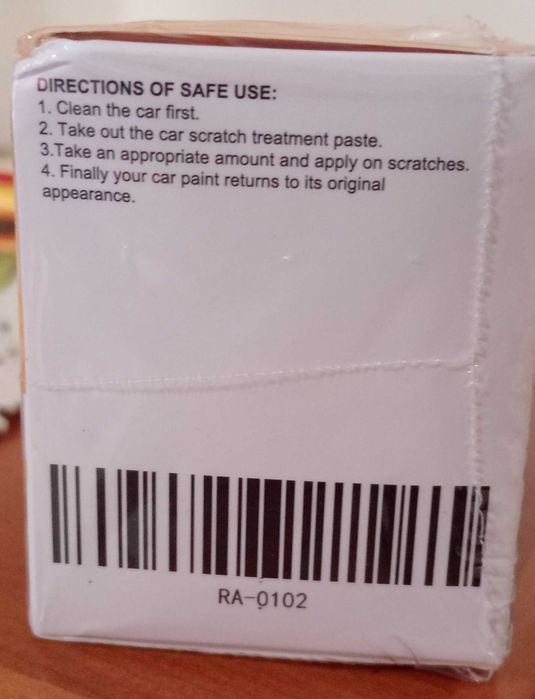 DIRECTIONS OF SAFE USE:
1. Clean the car first.
2. Take out the car scratch treatment paste.
3.Take an appropriate amount and apply on scratches.
4. Finally your car paint returns to its original
appearance.
RA-0102